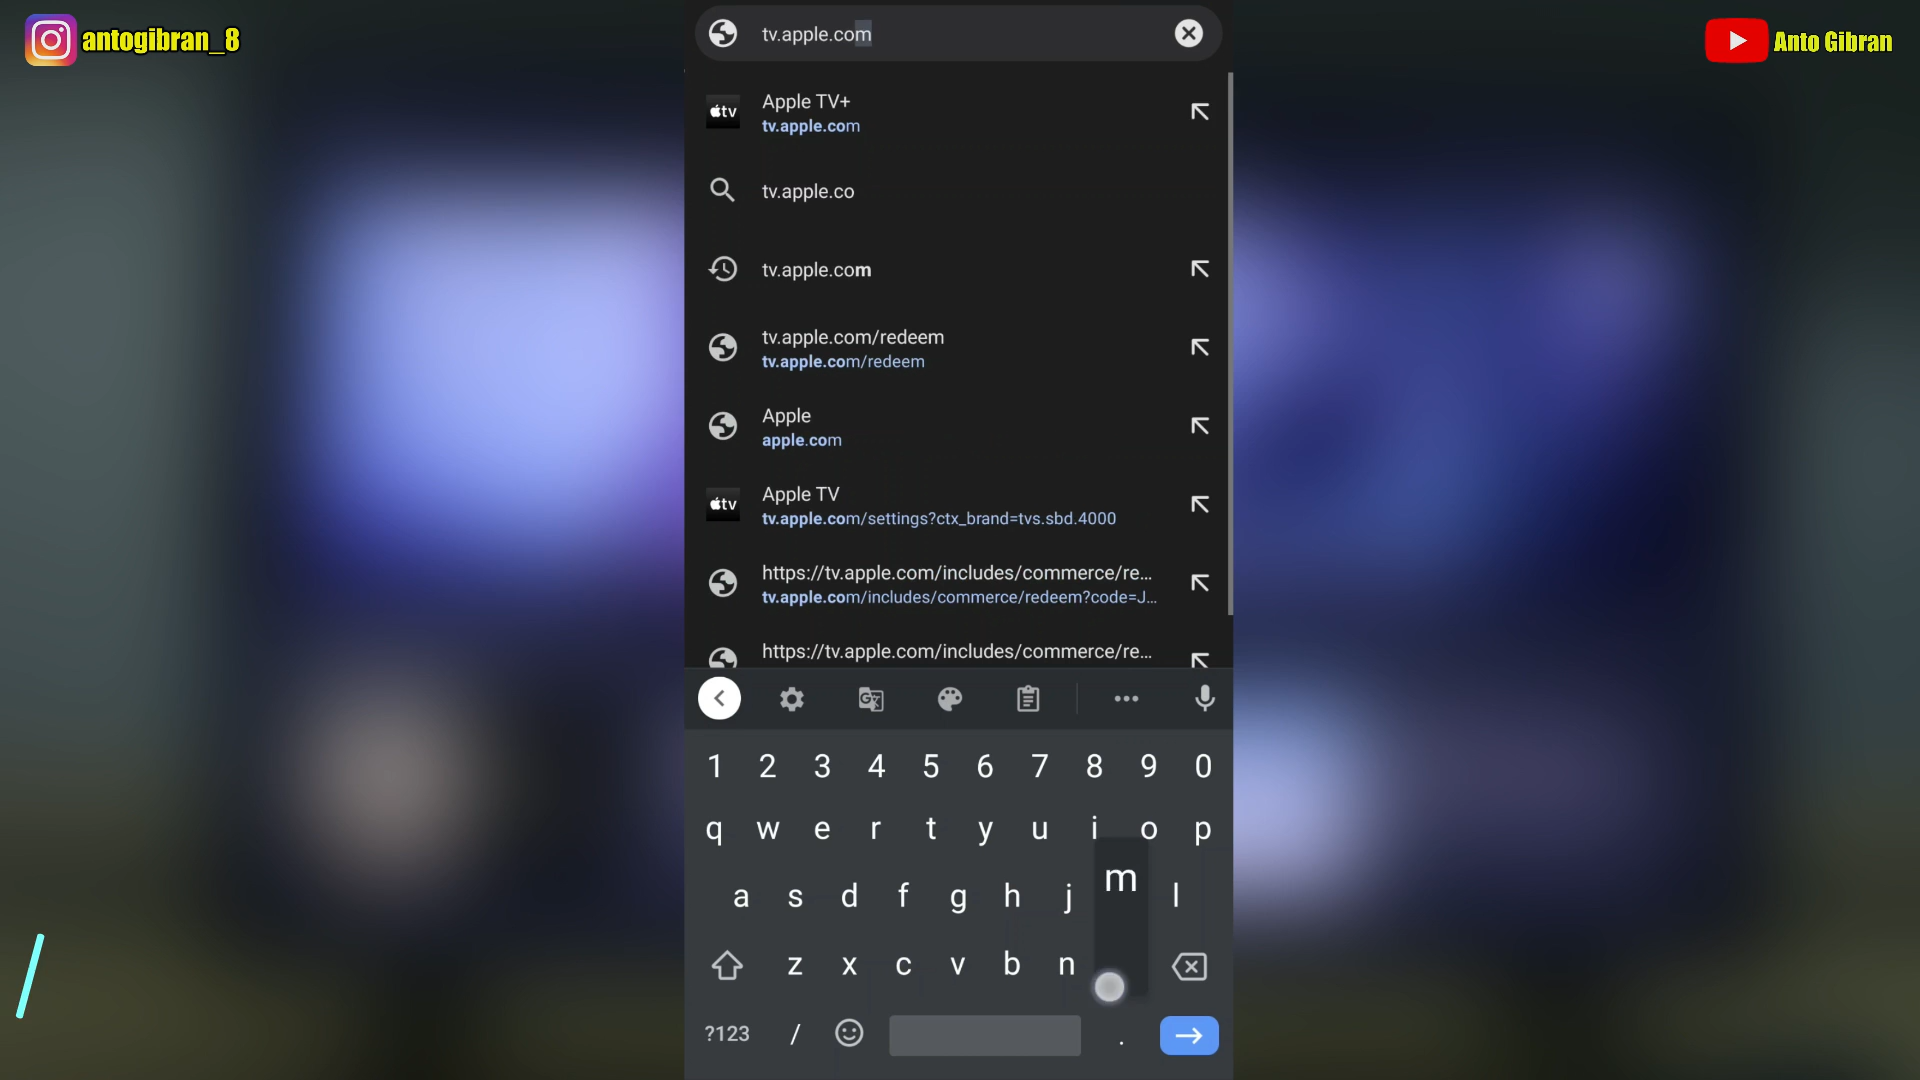 antogibran_8
Anto Gibran
tv.apple.com
tv
Apple TV+
tv.apple.com
tv.apple.co
tv.apple.com
tv.apple.com/redeem
tv.apple.com/redeem
Apple
apple.com
tv
Apple TV
tv.apple.com/settings?ctx_brand=tvs.sbd.4000
https://tv.apple.com/includes/commerce/re...
tv.apple.com/includes/commerce/redeem?code=J...
https://tv.apple.com/includes/commerce/re...
1 2 3 4 5 6 7 8 9 0
q w e r t y u i o p
a s d f g h j m l
z x c v b n
?123 / .